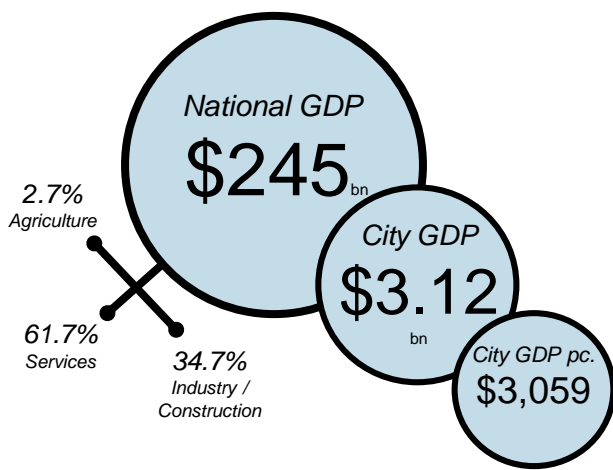 National GDP
$245
bn
2.7%
Agriculture
City GDP
$3.12
bn
61.7%
Services
34.7%
Industry /
Construction
City GDP pc.
$3,059